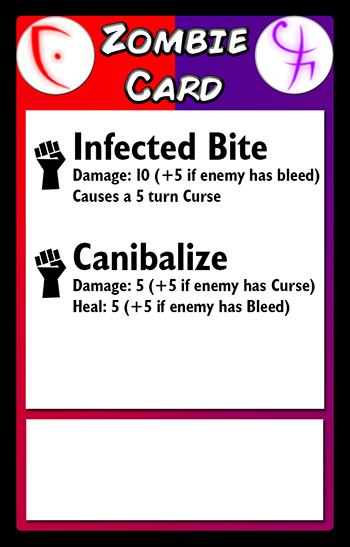 Zombie
Card
Infected Bite
Damage: 10 (+5 if enemy has bleed)
Causes a 5 turn Curse
Canibalize
Damage: 5 (+5 if enemy has Curse)
Heal: 5 (+5 if enemy has Bleed)